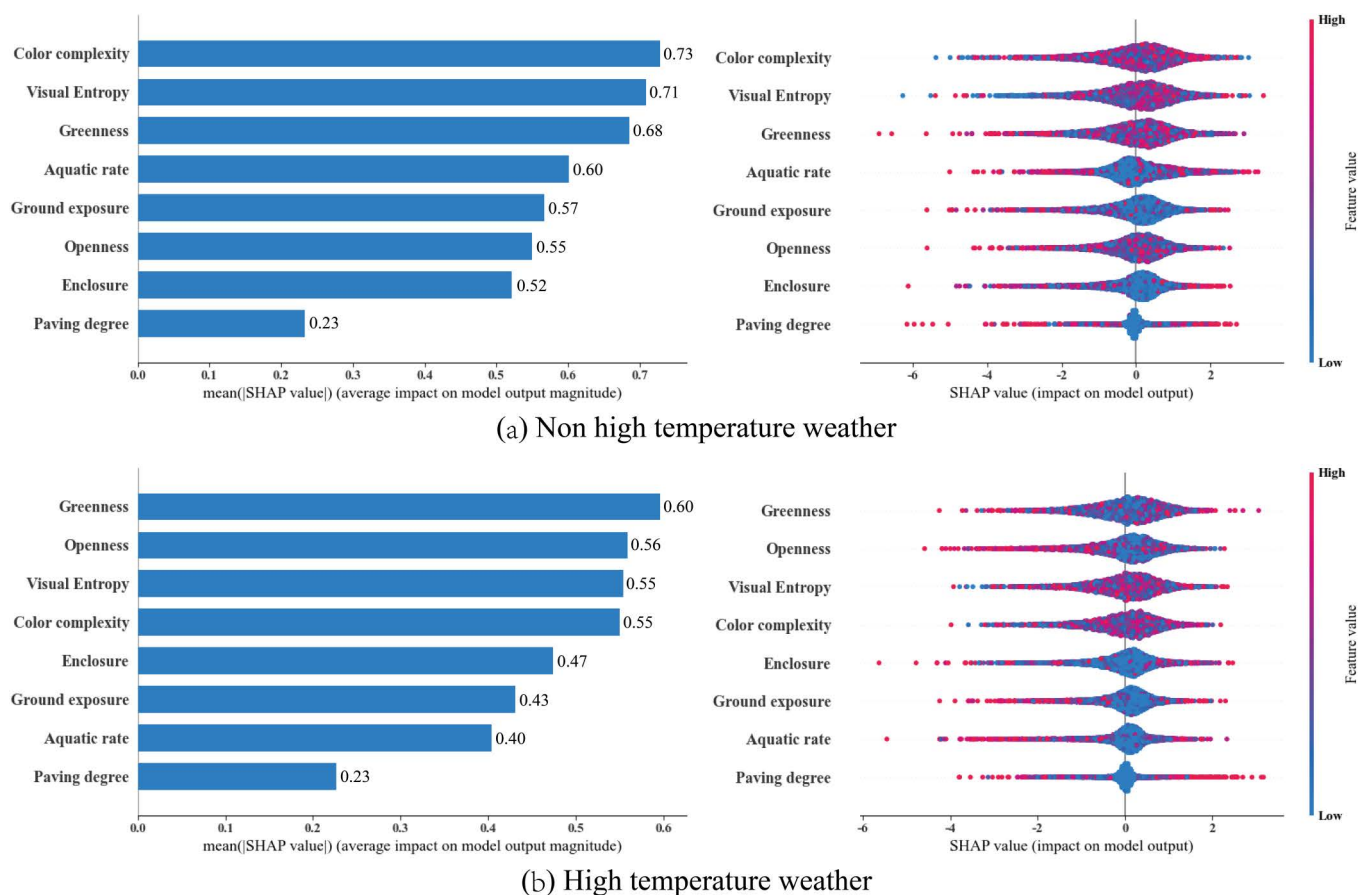 Color complexity
0.73
Visual Entropy
0.71
Greenness
0.68
Aquatic rate
0.60
Ground exposure
0.57
Openness
0.55
Enclosure
0.52
Paving degree
0.23
0.0 0.1 0.2 0.3 0.4 0.5 0.6 0.7
mean(|SHAP value|) (average impact on model output magnitude)
High
Color complexity
Visual Entropy
Greenness
Aquatic rate
Ground exposure
Openness
Enclosure
Paving degree
Feature value
Low
-6 -4 -2 0 2
SHAP value (impact on model output)
(a) Non high temperature weather
Greenness
0.60
Openness
0.56
Visual Entropy
0.55
Color complexity
0.55
Enclosure
0.47
Ground exposure
0.43
Aquatic rate
0.40
Paving degree
0.23
0.0 0.1 0.2 0.3 0.4 0.5 0.6
mean(|SHAP value|) (average impact on model output magnitude)
High
Greenness
Openness
Visual Entropy
Color complexity
Enclosure
Ground exposure
Aquatic rate
Paving degree
Feature value
Low
-6 -4 -2 0 2
SHAP value (impact on model output)
(b) High temperature weather